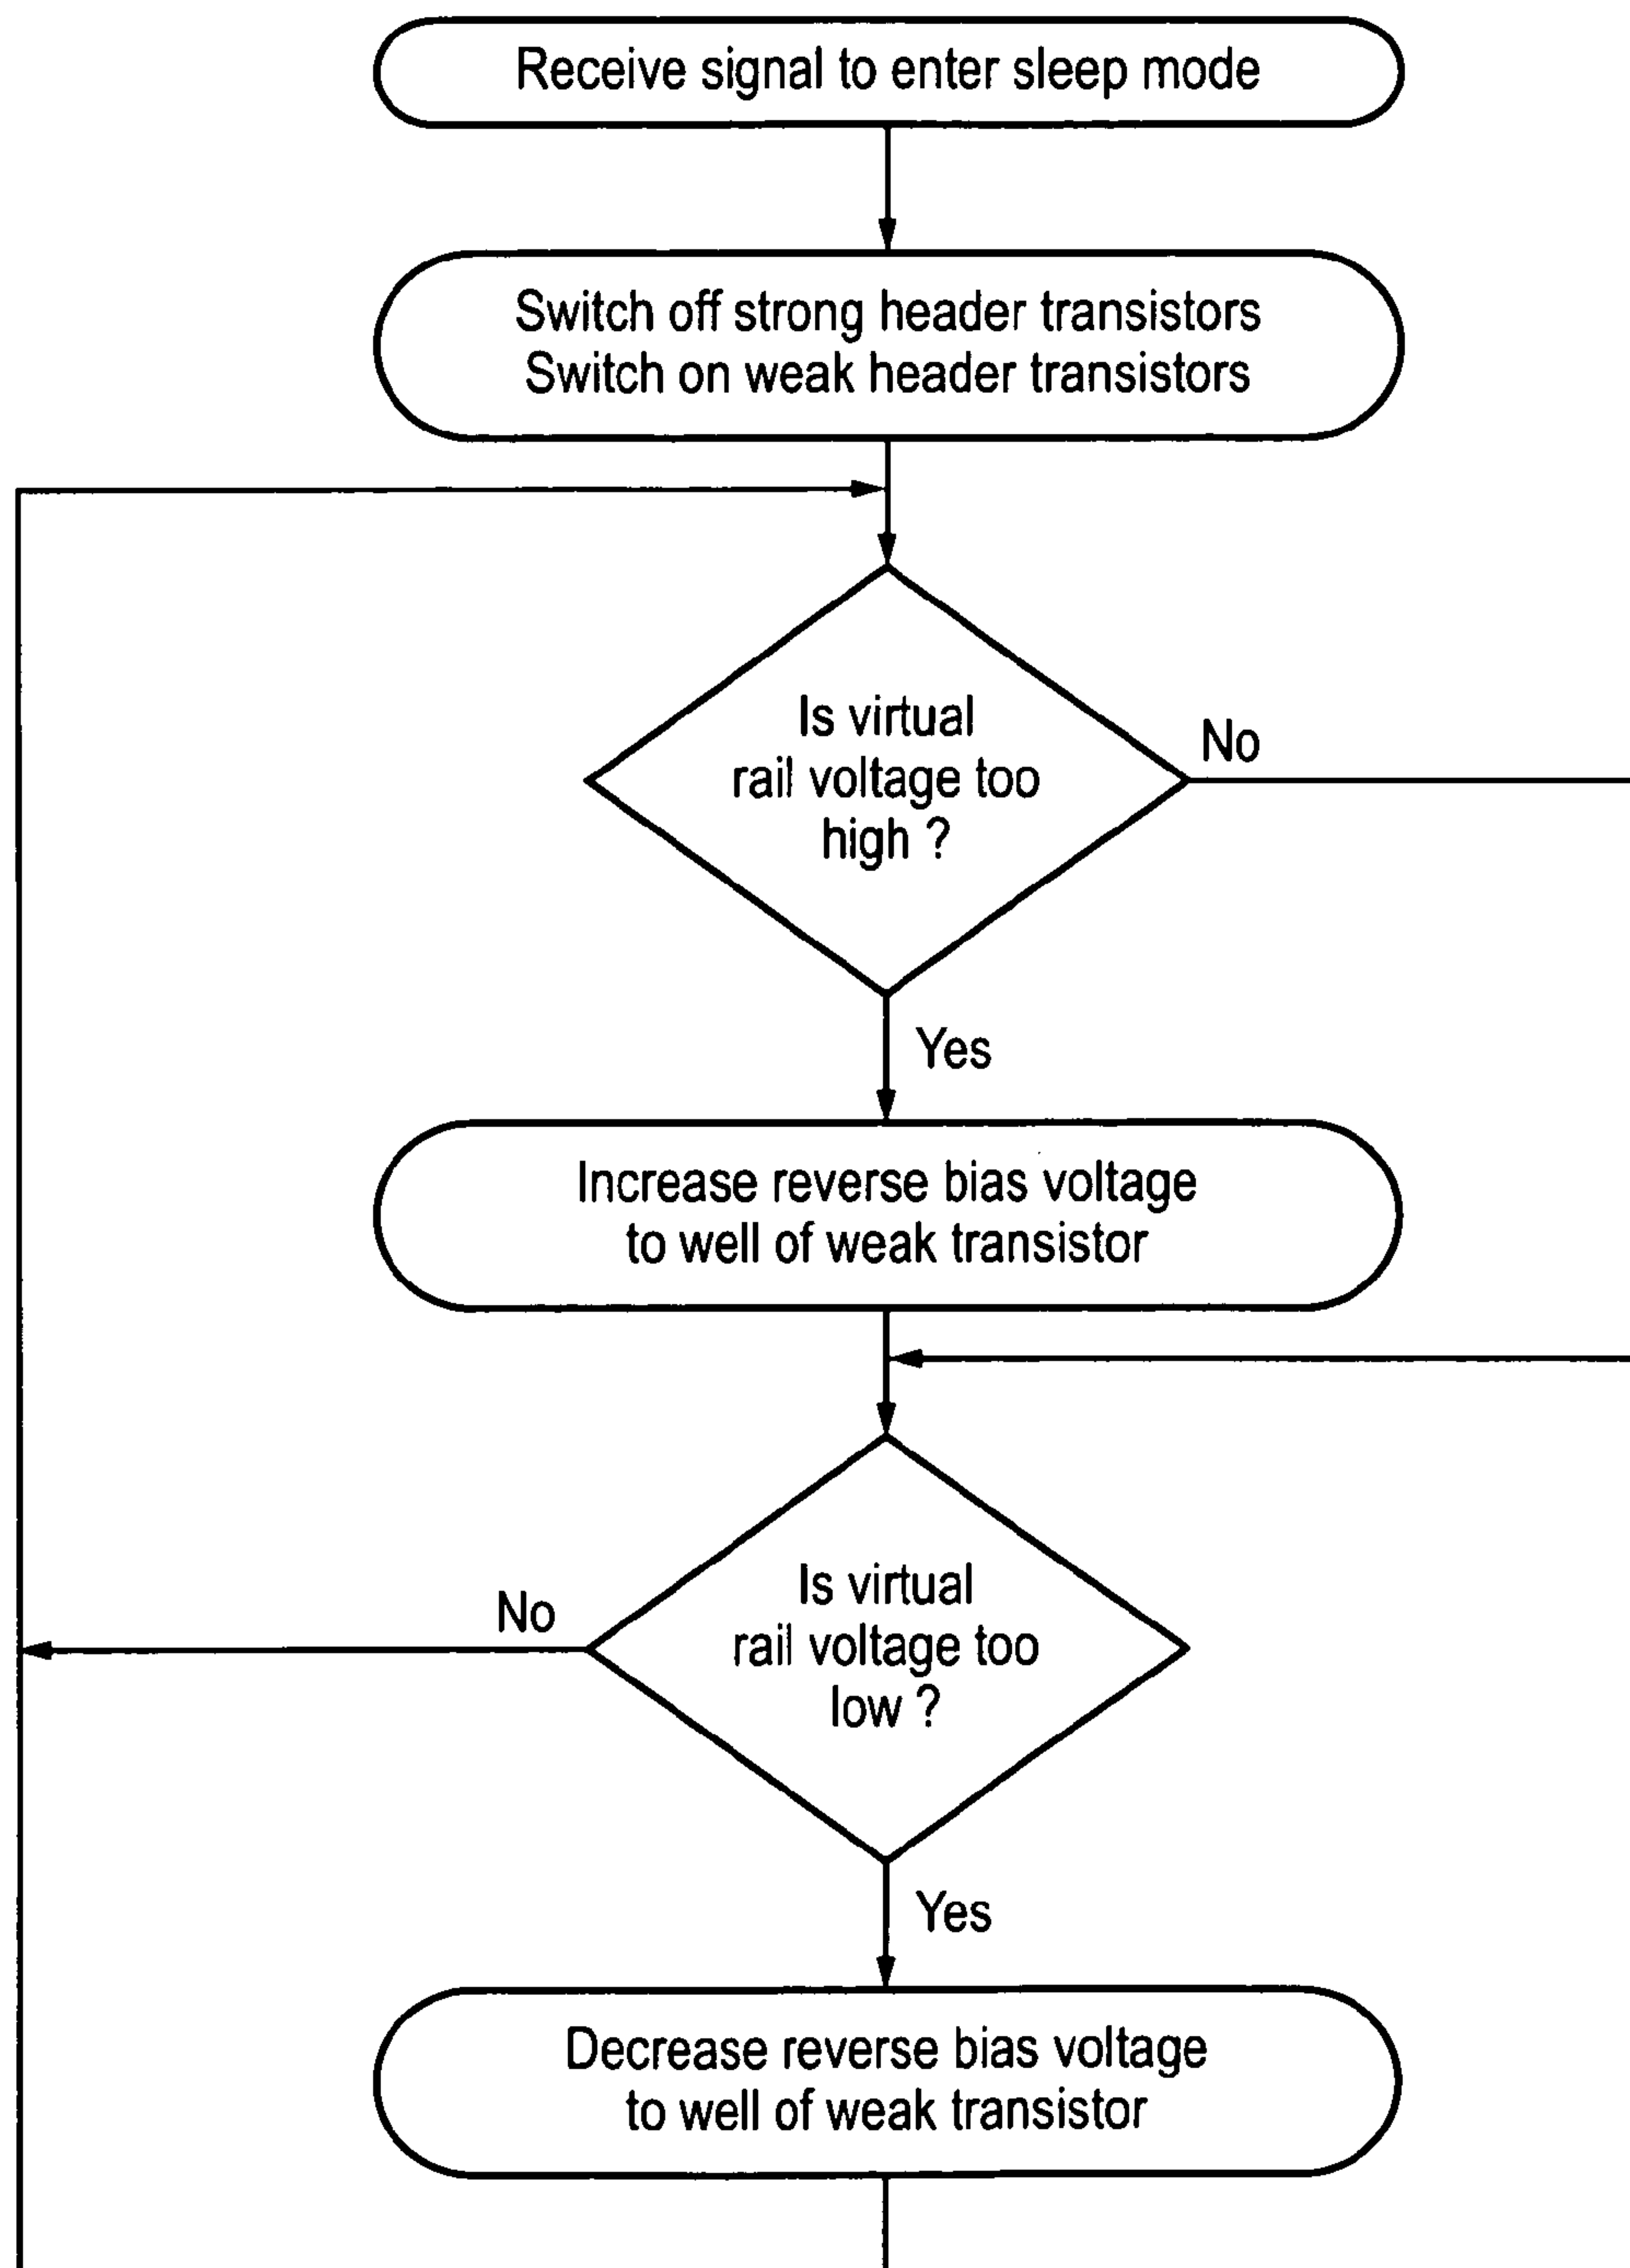 Receive signal to enter sleep mode
Switch off strong header transistors
Switch on weak header transistors
Is virtual
rail voltage too
high ?
No
Yes
Increase reverse bias voltage
to well of weak transistor
Is virtual
rail voltage too
low ?
No
Yes
Decrease reverse bias voltage
to well of weak transistor